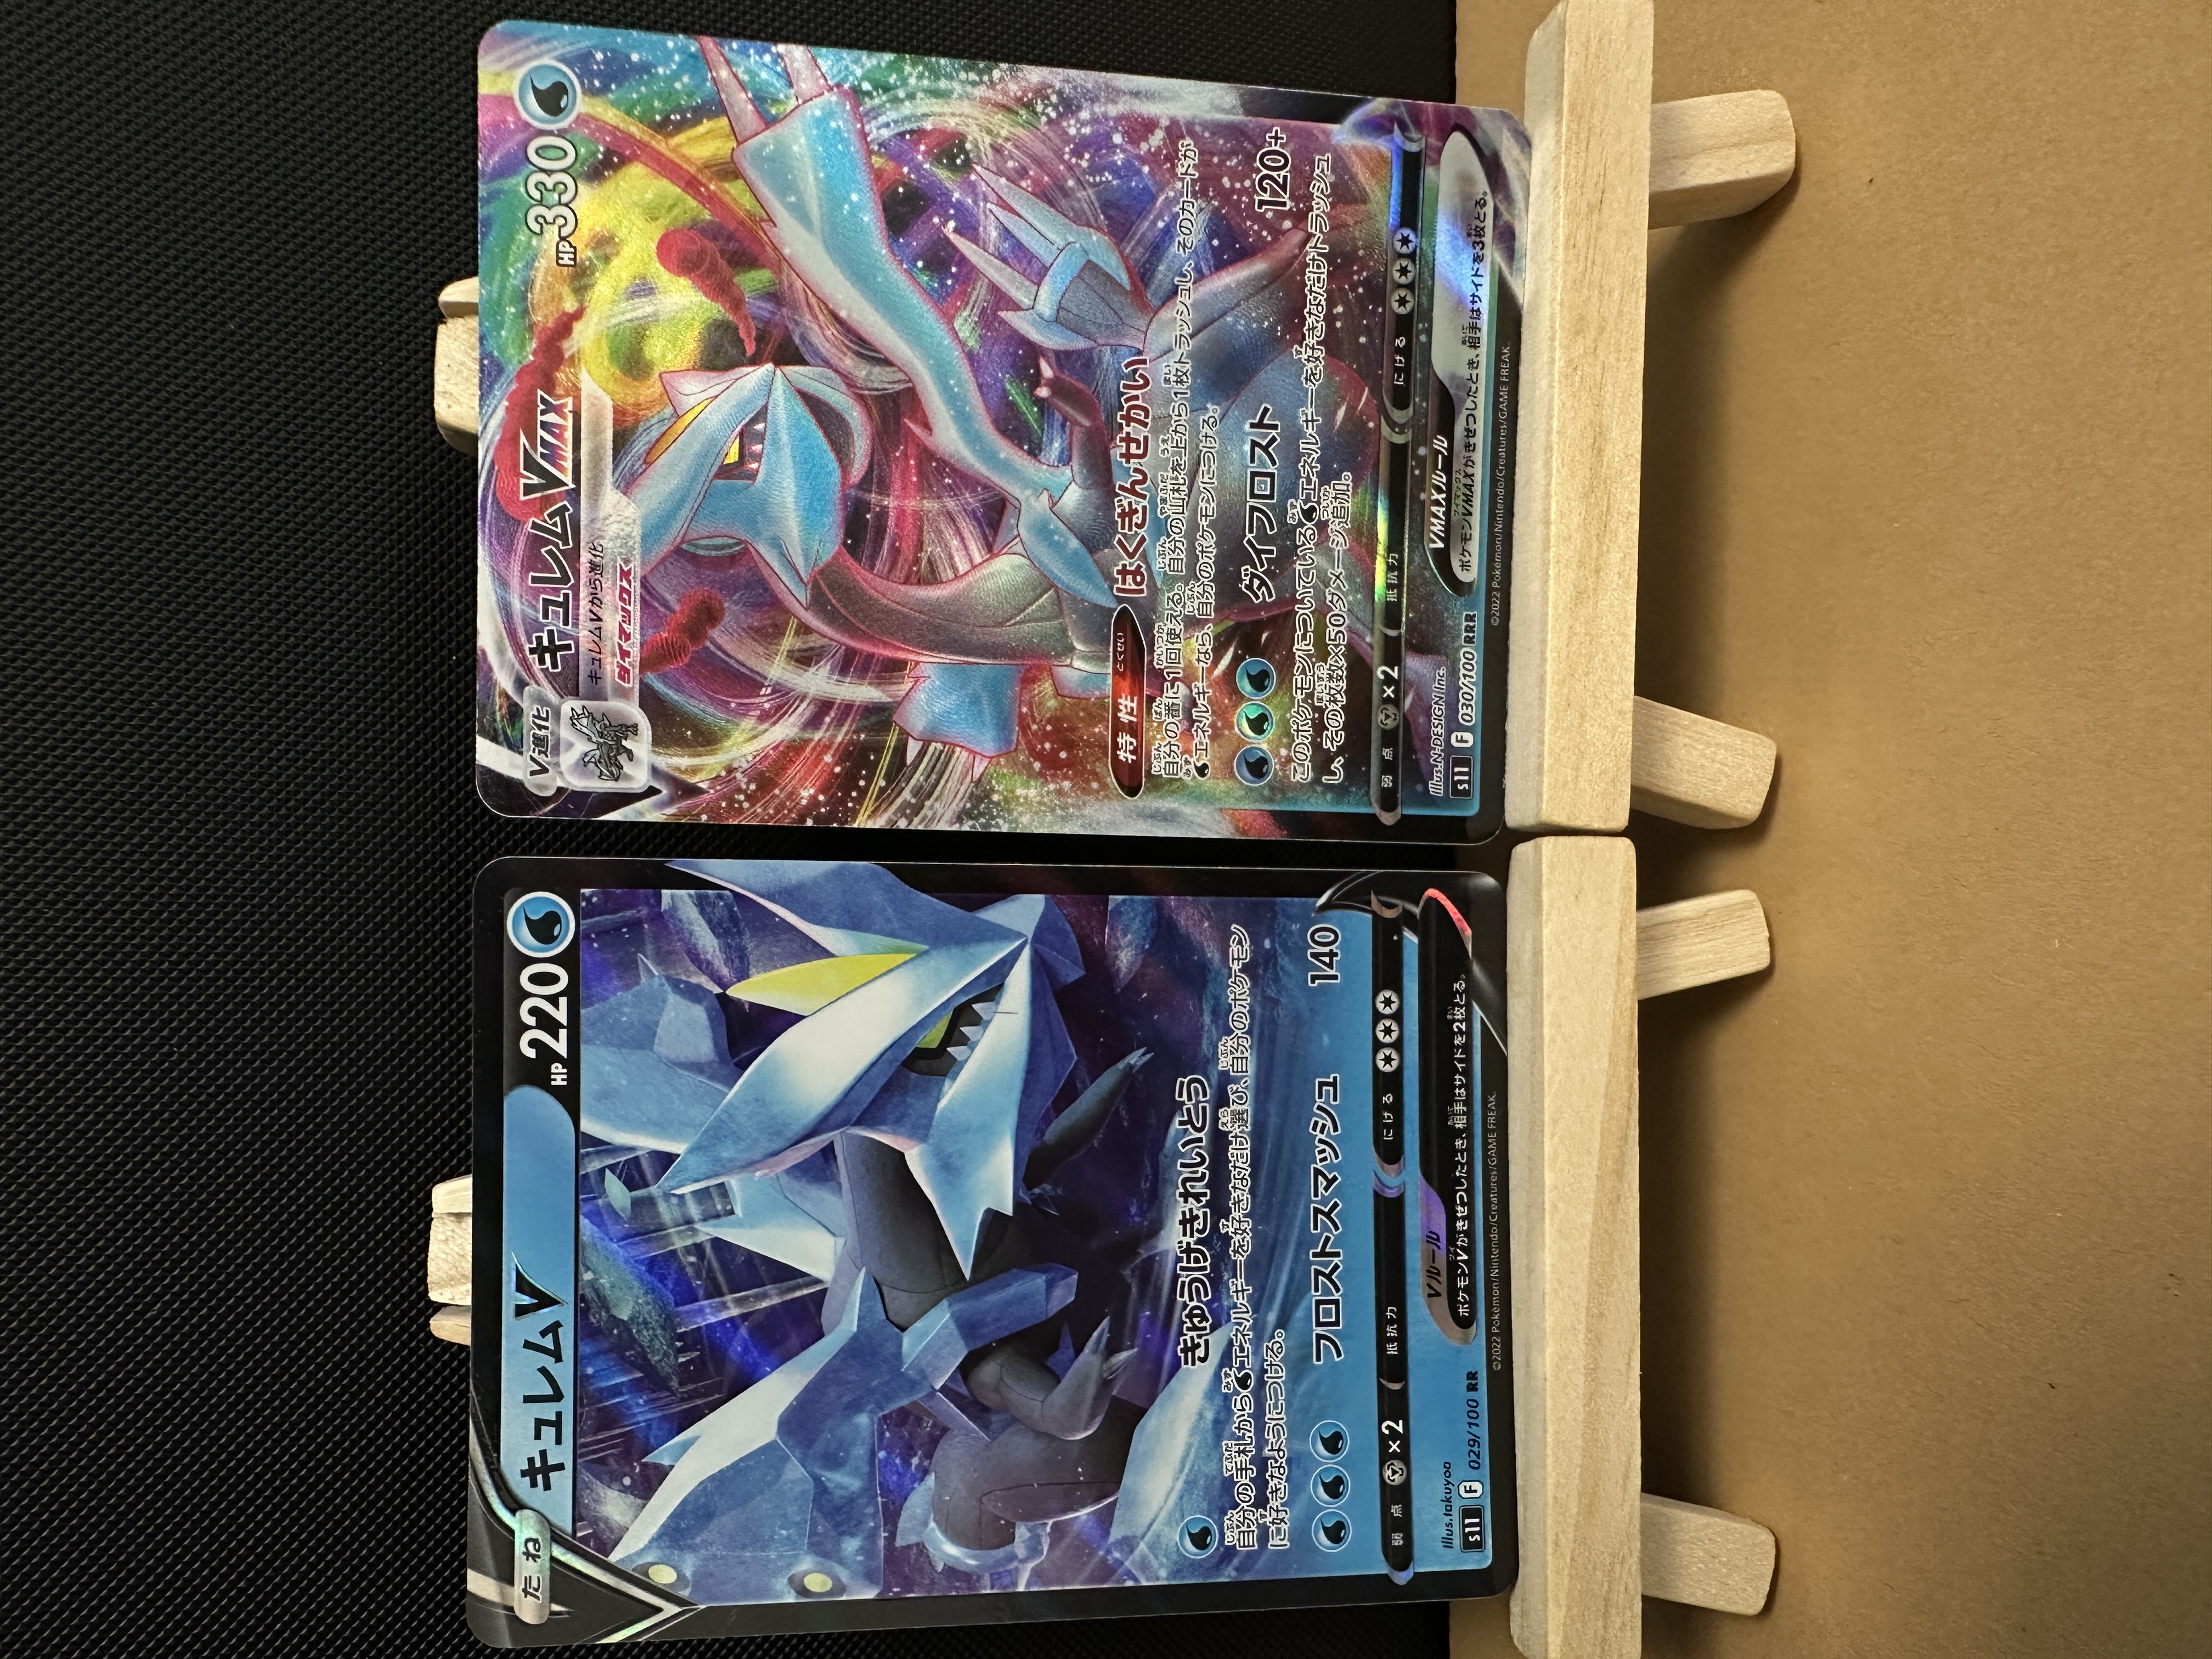 たね
キュレムV
HP 220
きゅうげきれいとう
自分の手札からエネルギーを好きなだけ選び、自分のポケモン
に好きなようにつける。
フロストスマッシュ 140
弱点 ×2 抵抗力 にげる
Illus.takuyoa
Vルール
ポケモンVがきぜつしたとき、相手はサイドを2枚とる。
s11 F 029/100 RR
©2022 Pokémon/Nintendo/Creatures/GAME FREAK.
V進化
キュレムVMAX
HP 330
キュレムVから進化
ダイマックス
特性 とくせい はくぎんせかい
自分の番に1回使える。自分の山札を上から1枚トラッシュし、そのカードが
エネルギーなら、自分のポケモンにつける。
ダイフロスト 120+
このポケモンについているエネルギーを好きなだけトラッシュ
し、その枚数×50ダメージ追加。
弱点 ×2 抵抗力 にげる
Illus.N-DESIGN Inc.
VMAXルール
ポケモンVMAXがきぜつしたとき、相手はサイドを3枚とる。
s11 F 030/100 RRR
©2022 Pokémon/Nintendo/Creatures/GAME FREAK.